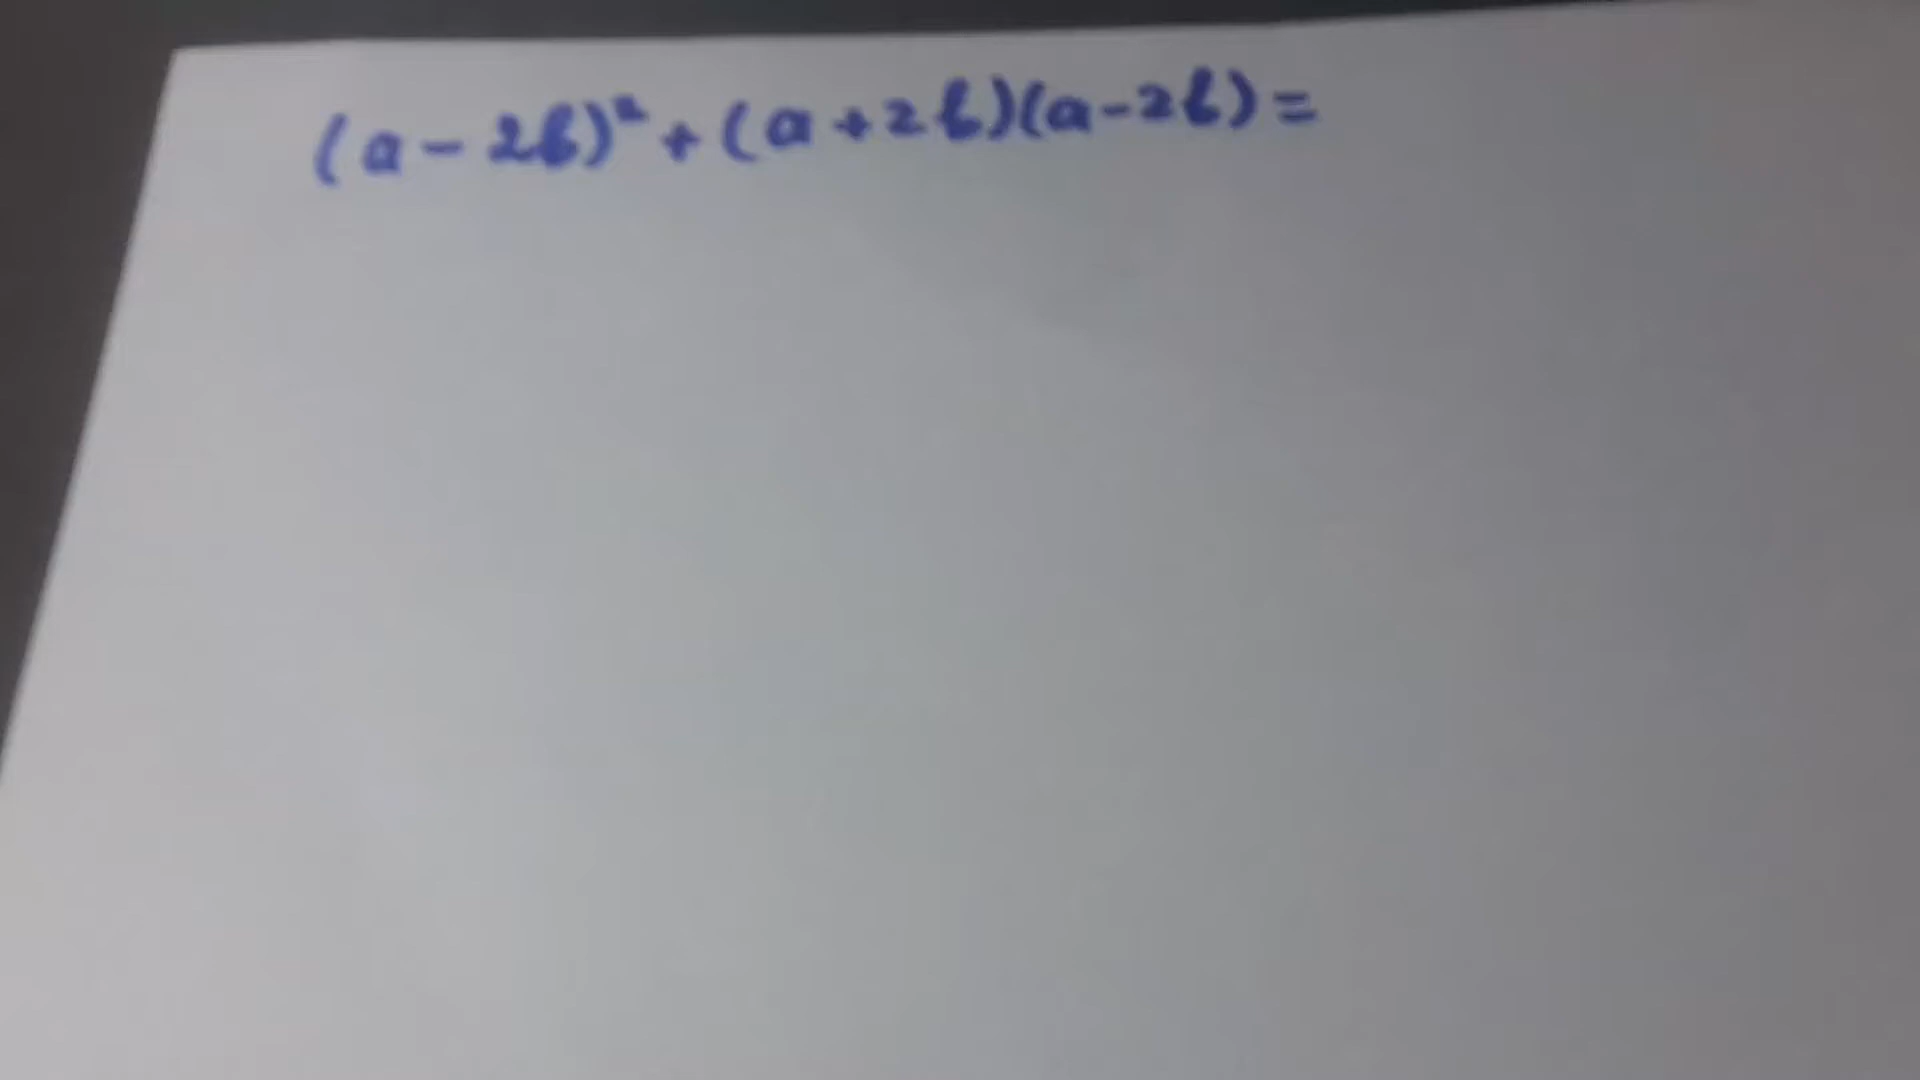 (a - 2b)² + (a + 2b)(a - 2b) =